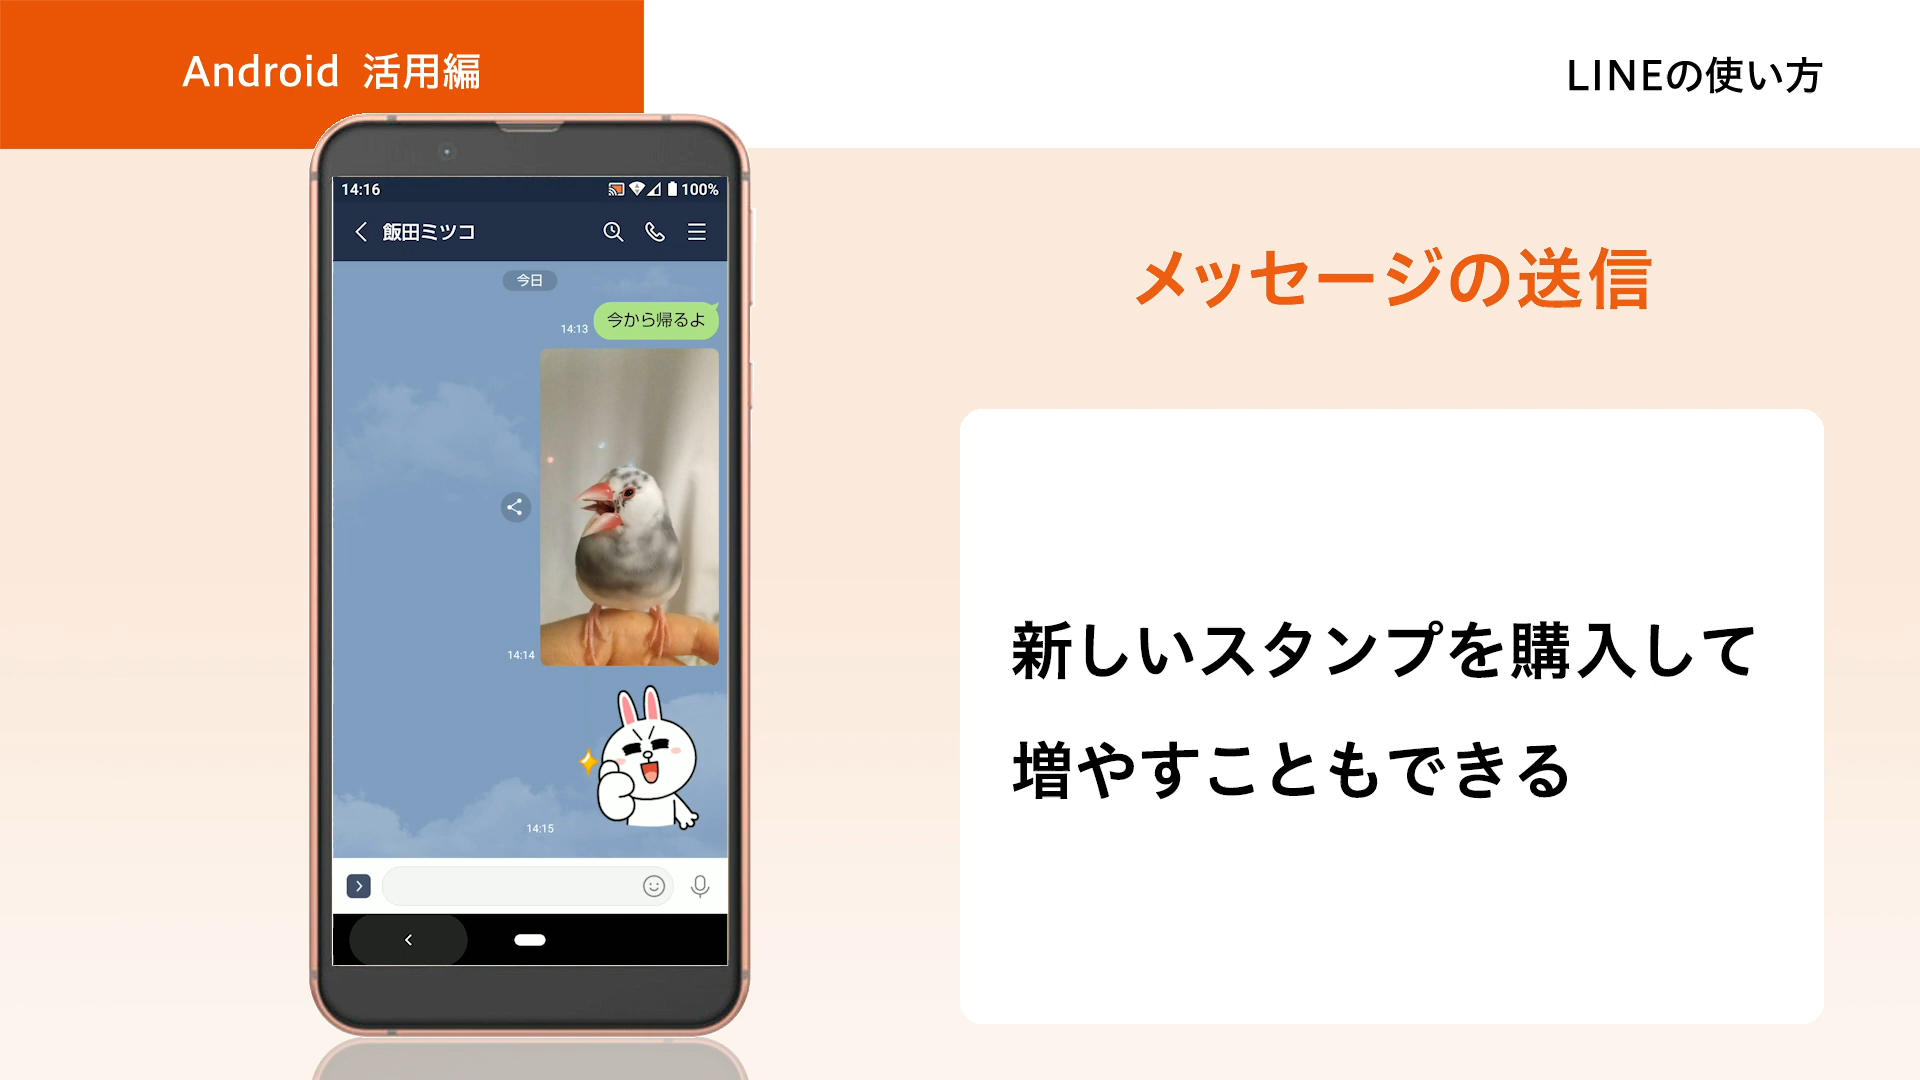 Android 活用編
LINEの使い方
14:16
100%
飯田ミツコ
今日
14:13
今から帰るよ
14:14
14:15
メッセージの送信
新しいスタンプを購入して
増やすこともできる